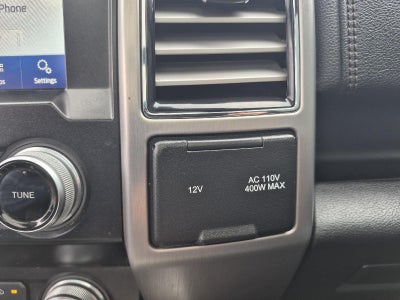 Phone
Settings
TUNE
12V
AC 110V
400W MAX